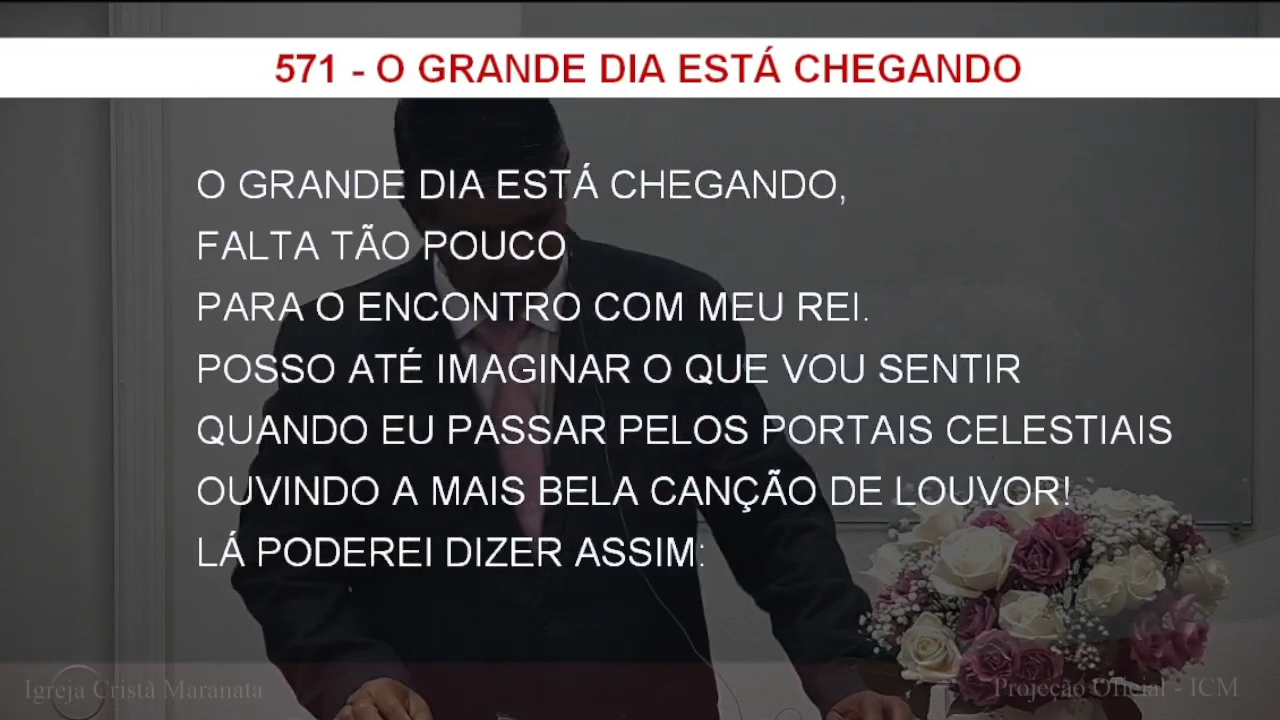 571 - O GRANDE DIA ESTÁ CHEGANDO
O GRANDE DIA ESTÁ CHEGANDO,
FALTA TÃO POUCO
PARA O ENCONTRO COM MEU REI.
POSSO ATÉ IMAGINAR O QUE VOU SENTIR
QUANDO EU PASSAR PELOS PORTAIS CELESTIAIS
OUVINDO A MAIS BELA CANÇÃO DE LOUVOR!
LÁ PODEREI DIZER ASSIM:
Igreja Cristã Maranata
Projeção Oficial - ICM